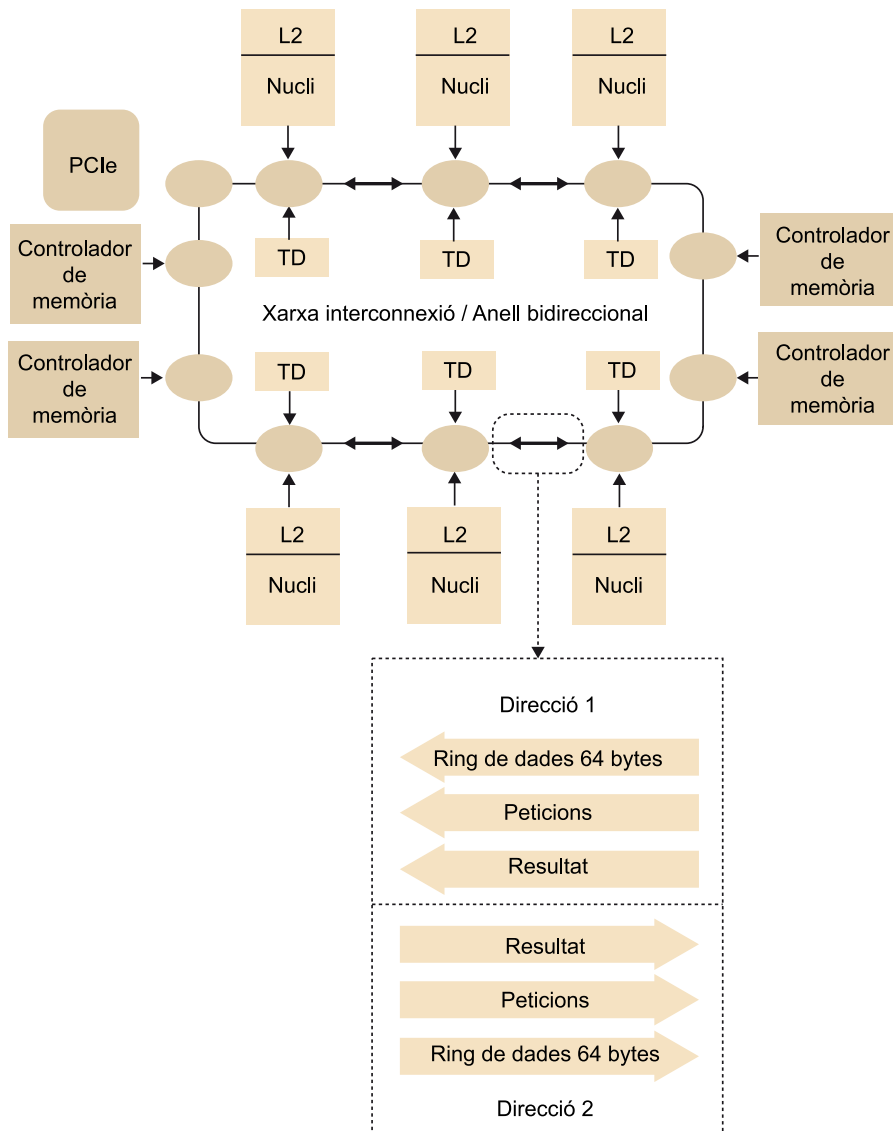 L2
Nucli
L2
Nucli
L2
Nucli
PCIe
Controlador
de
memòria
TD
TD
TD
Controlador
de
memòria
Xarxa interconnexió / Anell bidireccional
Controlador
de
memòria
TD
TD
TD
Controlador
de
memòria
L2
Nucli
L2
Nucli
L2
Nucli
Direcció 1
Ring de dades 64 bytes
Peticions
Resultat
Resultat
Peticions
Ring de dades 64 bytes
Direcció 2